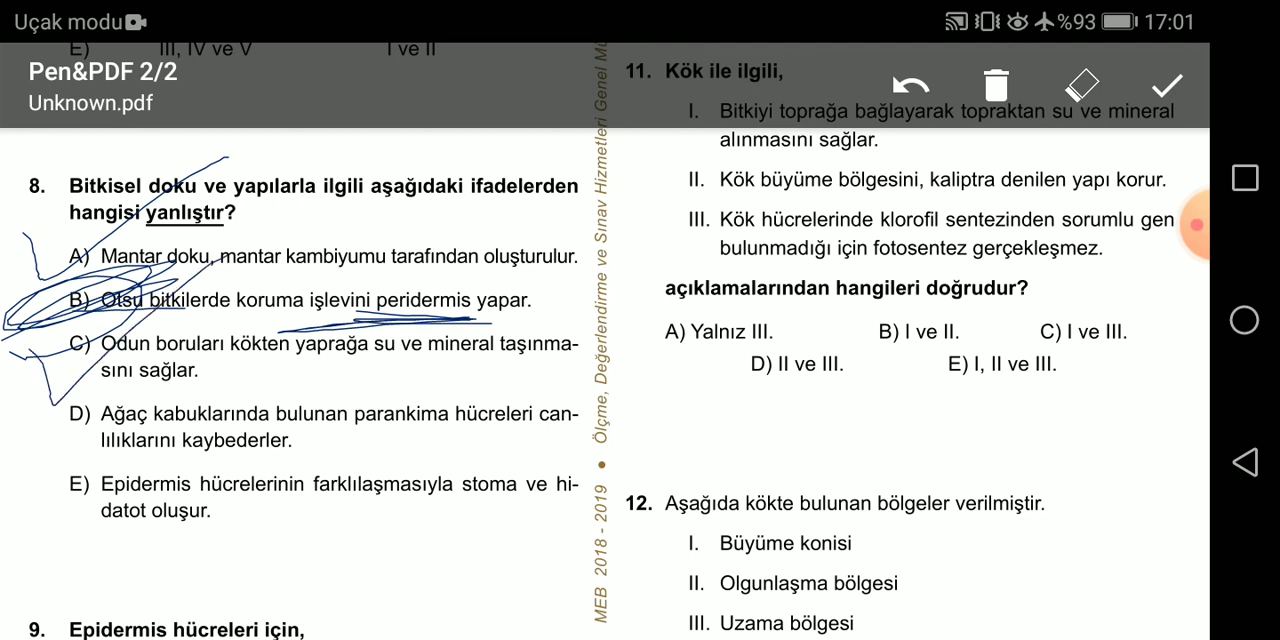 Uçak modu
%93 17:01
E) III, IV ve V I ve II
Pen&PDF 2/2
Unknown.pdf
8. Bitkisel doku ve yapılarla ilgili aşağıdaki ifadelerden
hangisi yanlıştır?
A) Mantar doku, mantar kambiyumu tarafından oluşturulur.
B) Otsu bitkilerde koruma işlevini peridermis yapar.
C) Odun boruları kökten yaprağa su ve mineral taşınma-
sını sağlar.
D) Ağaç kabuklarında bulunan parankima hücreleri can-
lılıklarını kaybederler.
E) Epidermis hücrelerinin farklılaşmasıyla stoma ve hi-
datot oluşur.
9. Epidermis hücreleri için,
MEB 2018 - 2019 ● Ölçme, Değerlendirme ve Sınav Hizmetleri Genel
11. Kök ile ilgili,
I. Bitkiyi toprağa bağlayarak topraktan su ve mineral
alınmasını sağlar.
II. Kök büyüme bölgesini, kaliptra denilen yapı korur.
III. Kök hücrelerinde klorofil sentezinden sorumlu gen
bulunmadığı için fotosentez gerçekleşmez.
açıklamalarından hangileri doğrudur?
A) Yalnız III. B) I ve II. C) I ve III.
D) II ve III. E) I, II ve III.
12. Aşağıda kökte bulunan bölgeler verilmiştir.
I. Büyüme konisi
II. Olgunlaşma bölgesi
III. Uzama bölgesi